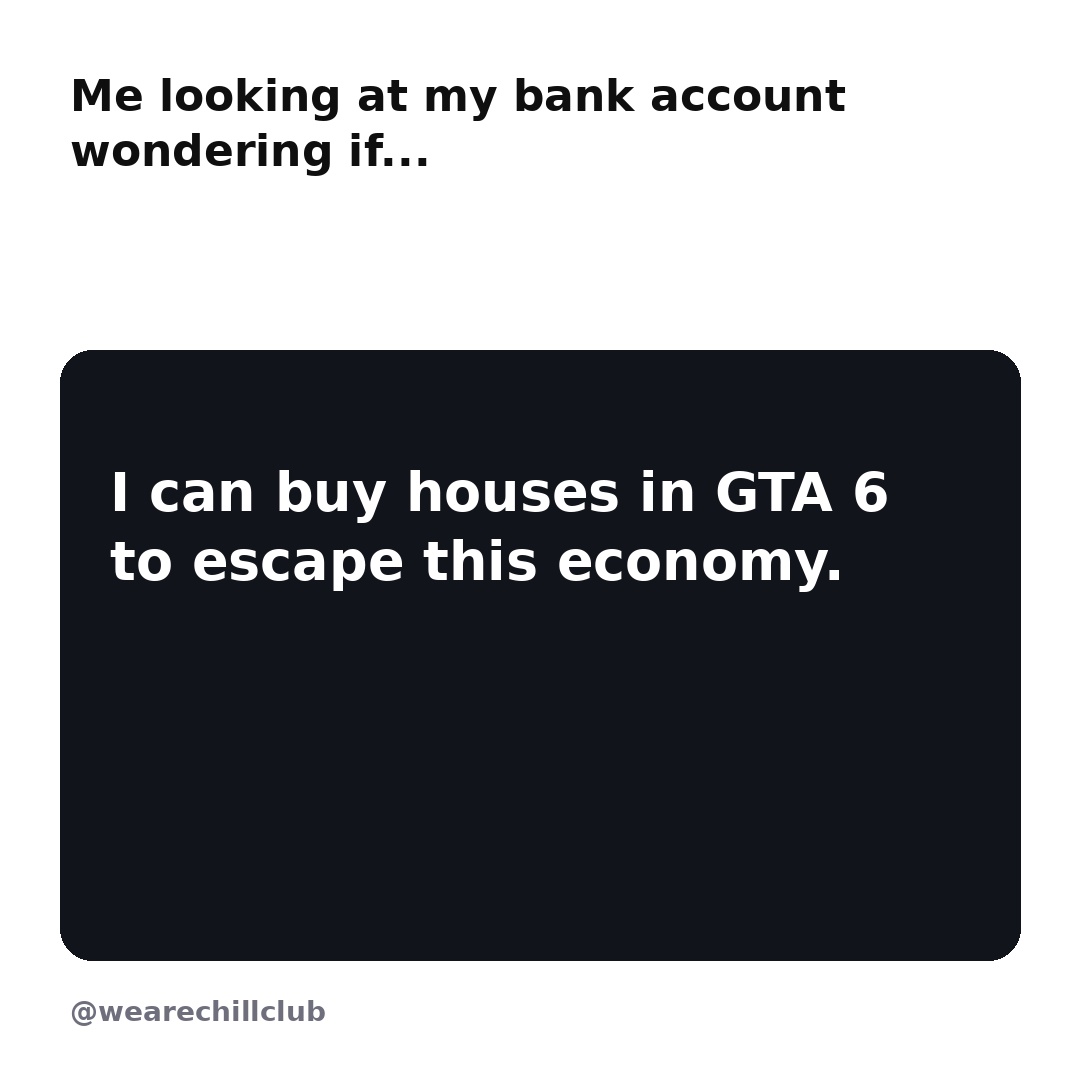 Me looking at my bank account
wondering if...
I can buy houses in GTA 6
to escape this economy.
@wearechillclub